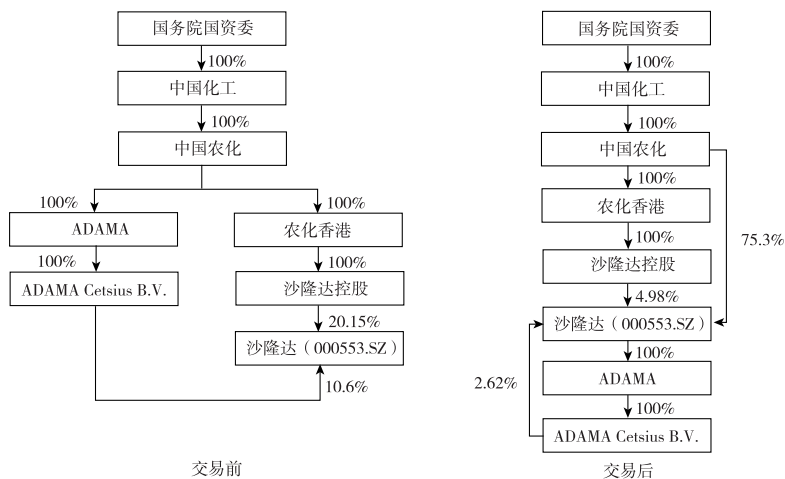 国务院国资委
100%
中国化工
100%
中国农化
100%
100%
ADAMA
农化香港
100%
100%
ADAMA Cetsius B.V.
沙隆达控股
20.15%
沙隆达（000553.SZ）
10.6%
交易前
国务院国资委
100%
中国化工
100%
中国农化
100%
农化香港
100%
75.3%
沙隆达控股
4.98%
沙隆达（000553.SZ）
100%
2.62%
ADAMA
100%
ADAMA Cetsius B.V.
交易后